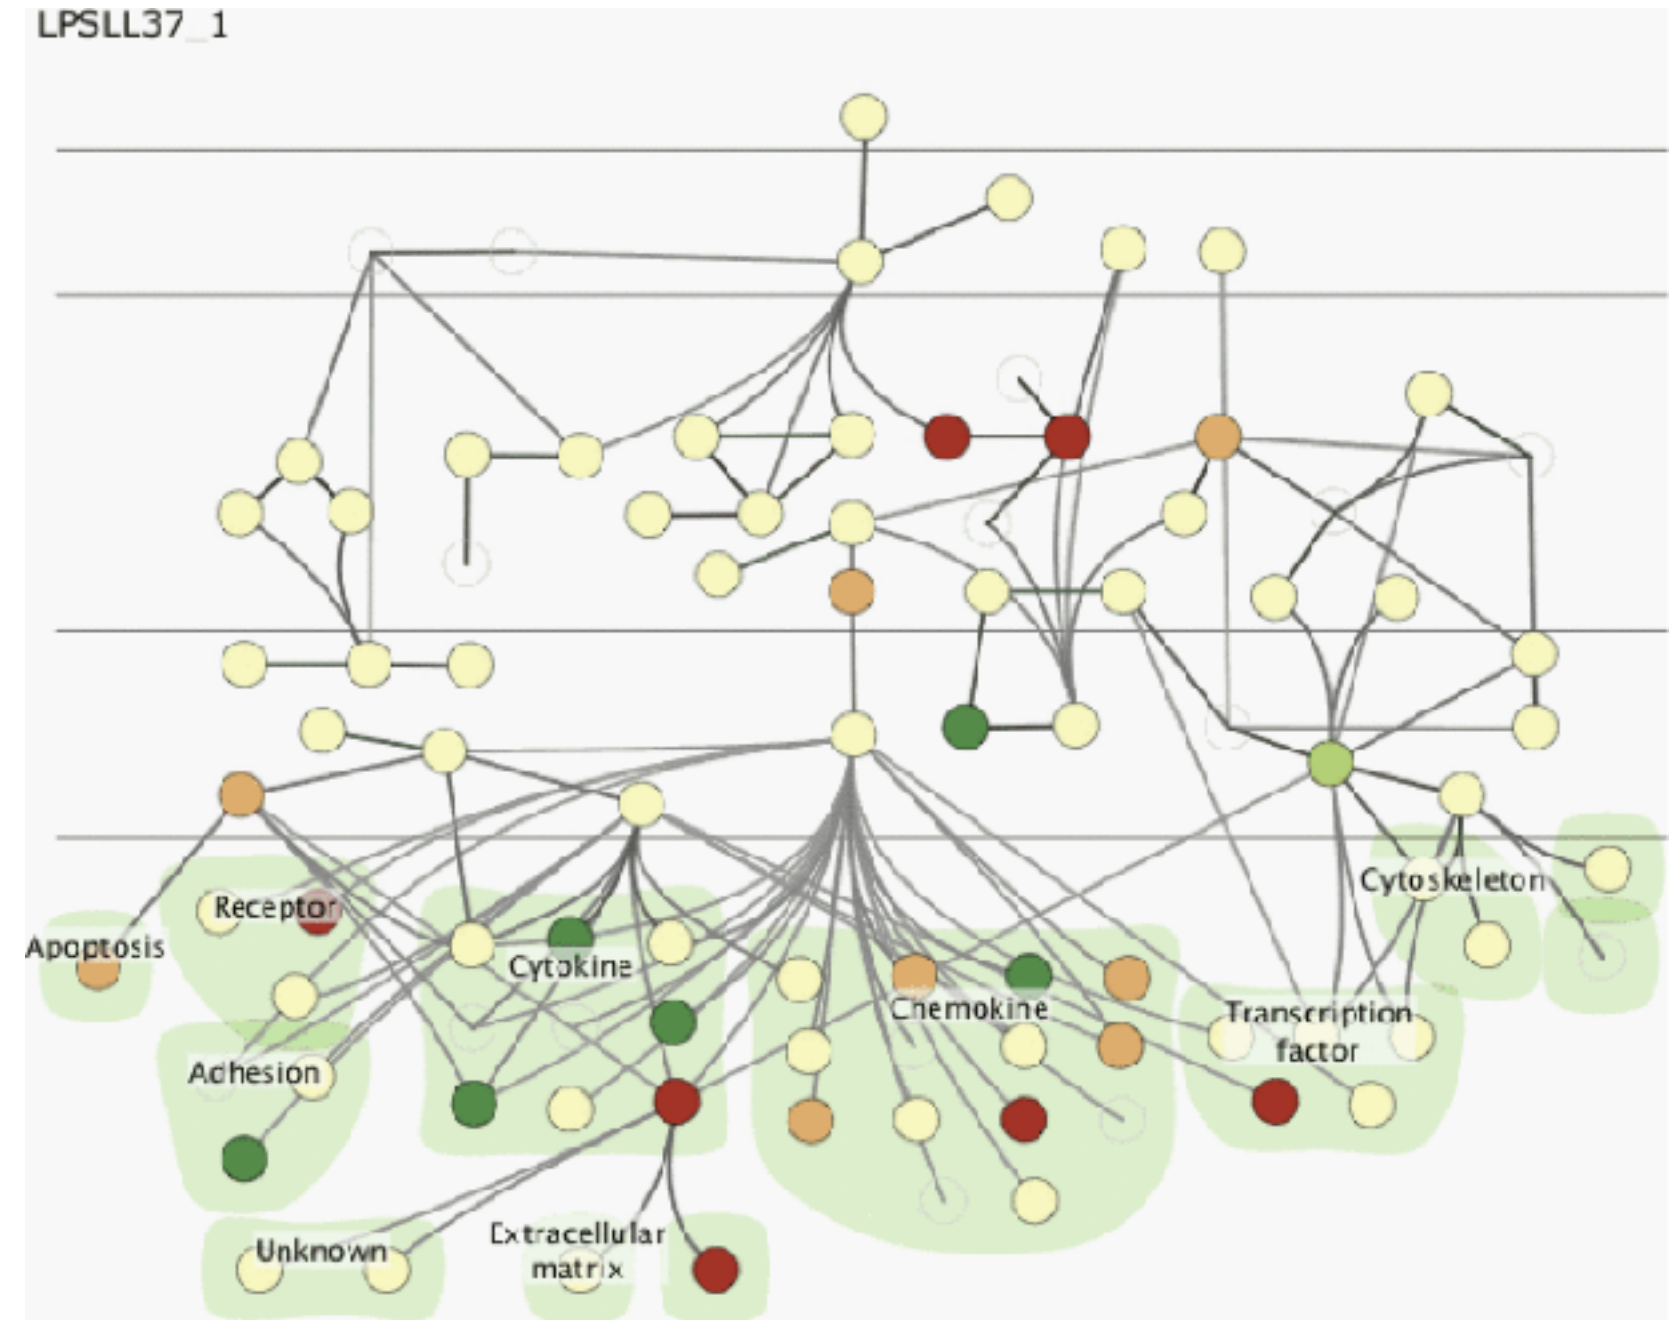 LPSLL37_1
Receptor
Apoptosis
Cytokine
Cytoskeleton
Chemokine
Transcription
factor
Adhesion
Unknown
Extracellular
matrix